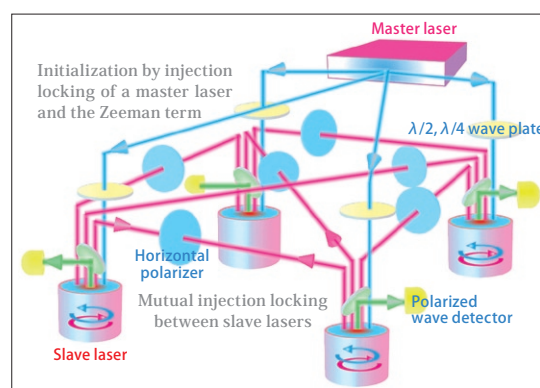 Master laser
Initialization by injection
locking of a master laser
and the Zeeman term
λ/2, λ/4 wave plate
Horizontal
polarizer
Mutual injection locking
between slave lasers
Polarized
wave detector
Slave laser